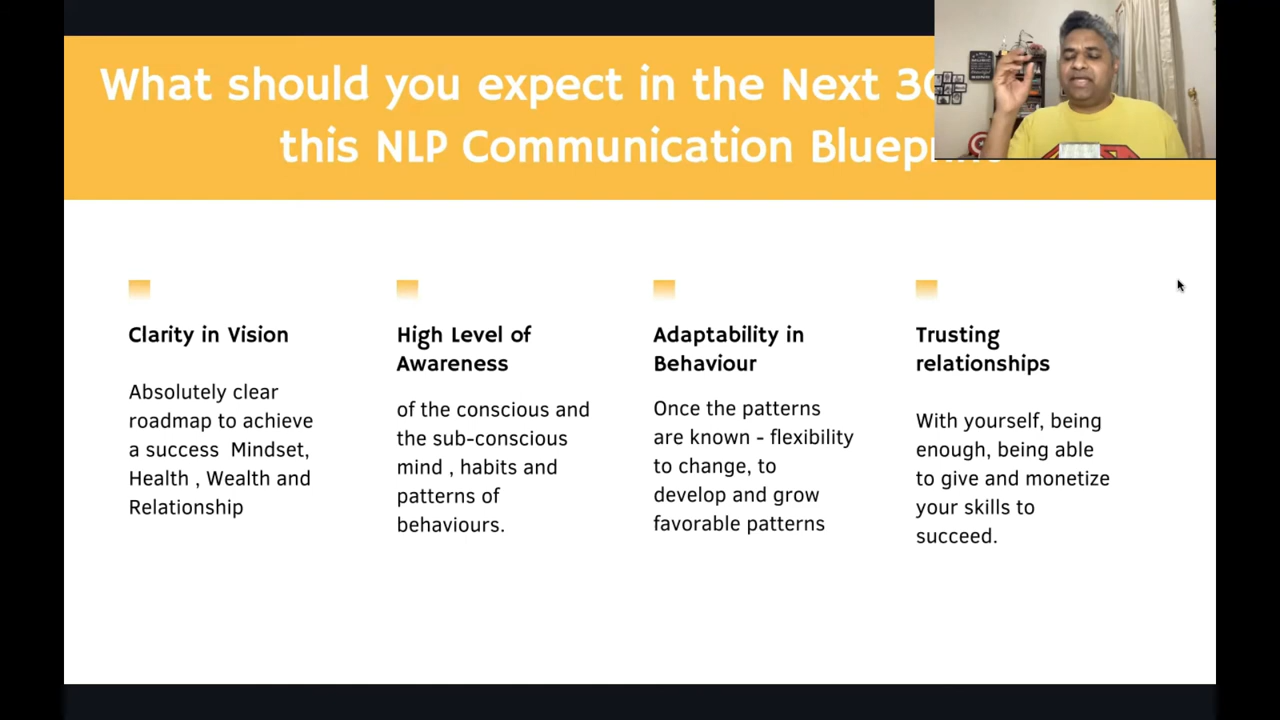 What should you expect in the Next
this NLP Communication
Clarity in Vision
Absolutely clear
roadmap to achieve
a success Mindset,
Health , Wealth and
Relationship
High Level of
Awareness
of the conscious and
the sub-conscious
mind , habits and
patterns of
behaviours.
Adaptability in
Behaviour
Once the patterns
are known - flexibility
to change, to
develop and grow
favorable patterns
Trusting
relationships
With yourself, being
enough, being able
to give and monetize
your skills to
succeed.